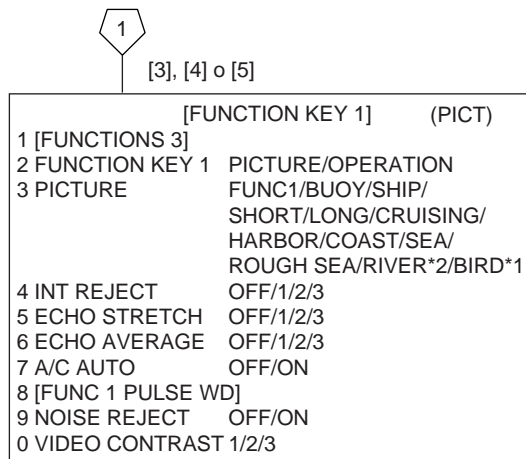 1
[3], [4] o [5]
[FUNCTION KEY 1] (PICT)
1 [FUNCTIONS 3]
2 FUNCTION KEY 1 PICTURE/OPERATION
3 PICTURE FUNC1/BUOY/SHIP/
SHORT/LONG/CRUISING/
HARBOR/COAST/SEA/
ROUGH SEA/RIVER*2/BIRD*1
4 INT REJECT OFF/1/2/3
5 ECHO STRETCH OFF/1/2/3
6 ECHO AVERAGE OFF/1/2/3
7 A/C AUTO OFF/ON
8 [FUNC 1 PULSE WD]
9 NOISE REJECT OFF/ON
0 VIDEO CONTRAST 1/2/3